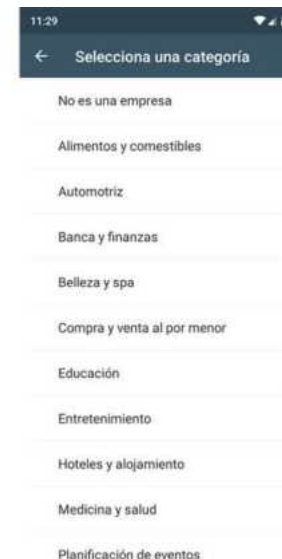 11:29
Selecciona una categoría
No es una empresa
Alimentos y comestibles
Automotriz
Banca y finanzas
Belleza y spa
Compra y venta al por menor
Educación
Entretenimiento
Hoteles y alojamiento
Medicina y salud
Planificación de eventos